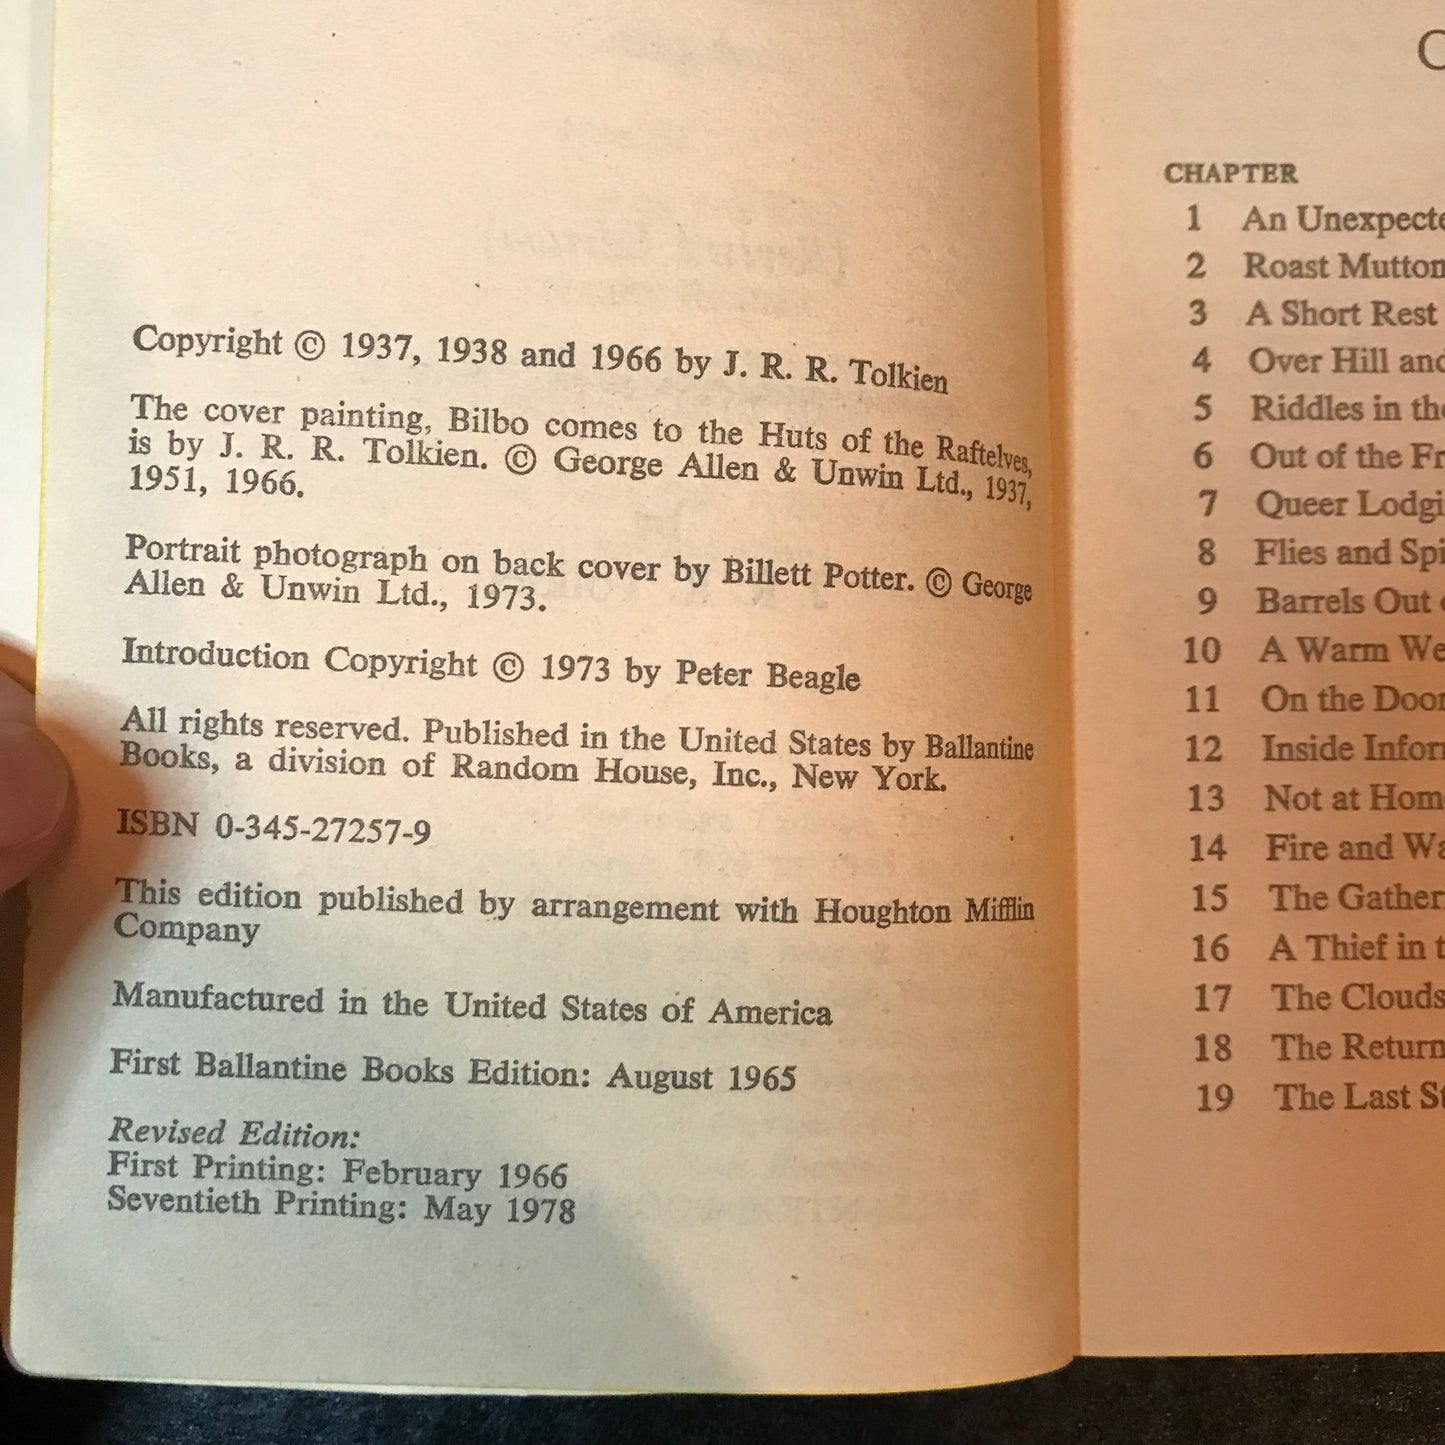 Copyright © 1937, 1938 and 1966 by J. R. R. Tolkien
The cover painting, Bilbo comes to the Huts of the Raftelves,
is by J. R. R. Tolkien. © George Allen & Unwin Ltd., 1937,
1951, 1966.
Portrait photograph on back cover by Billett Potter. © George
Allen & Unwin Ltd., 1973.
Introduction Copyright © 1973 by Peter Beagle
All rights reserved. Published in the United States by Ballantine
Books, a division of Random House, Inc., New York.
ISBN 0-345-27257-9
This edition published by arrangement with Houghton Mifflin
Company
Manufactured in the United States of America
First Ballantine Books Edition: August 1965
Revised Edition:
First Printing: February 1966
Seventieth Printing: May 1978
CHAPTER
1 An
2 Roast Mutton
3 A Short Rest
4 Over Hill
5 Riddles in
6 Out of the
7 Queer
8 Flies and
9 Barrels Out
10 A Warm
11 On the
12 Inside
13 Not at
14 Fire and
15 The
16 A Thief in
17 The Clouds
18 The Return
19 The Last